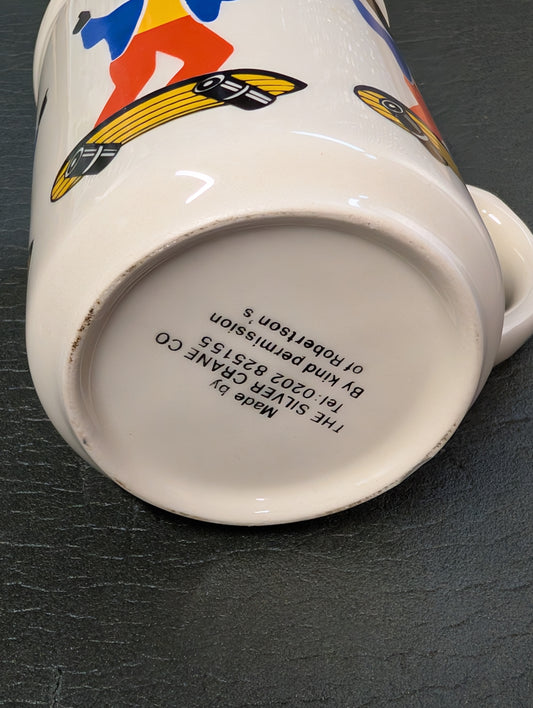 Made by
THE SILVER CRANE CO
Tel:0202 825155
By kind permission
of Robertson's